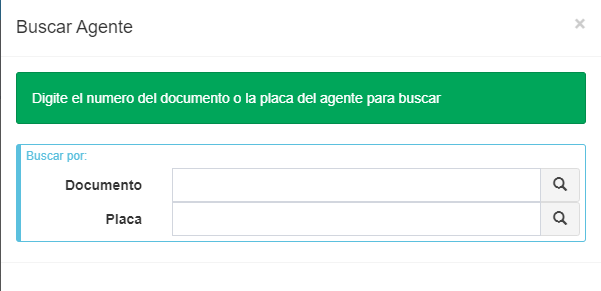 Buscar Agente ×
Digite el numero del documento o la placa del agente para buscar
Buscar por:
Documento
Placa